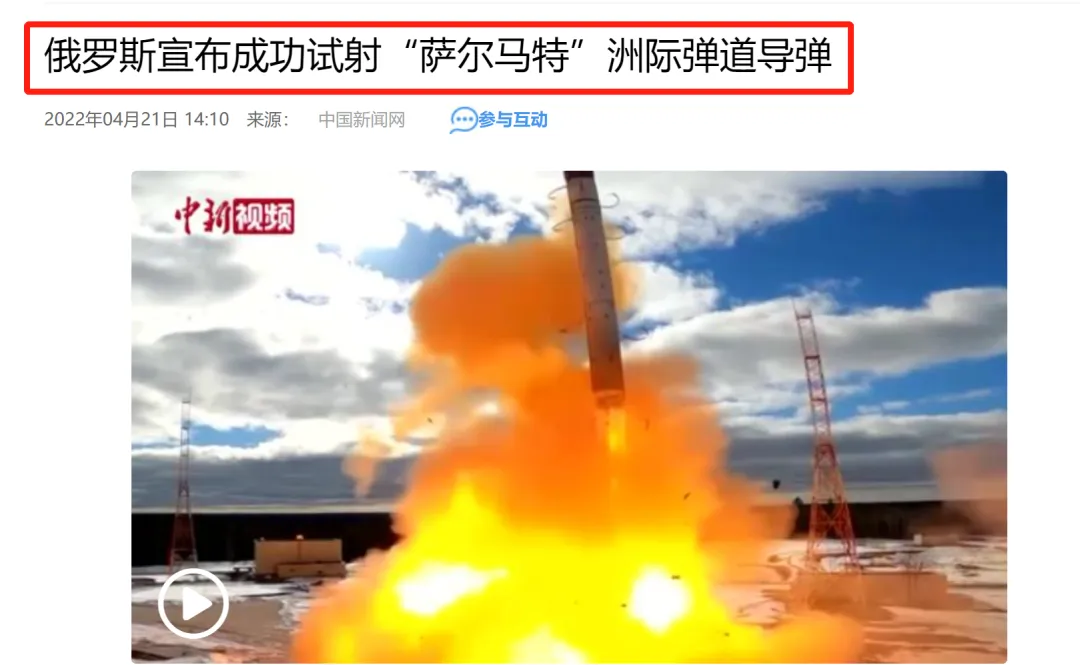 俄罗斯宣布成功试射“萨尔马特”洲际弹道导弹
2022年04月21日 14:10 来源： 中国新闻网 参与互动
中新视频